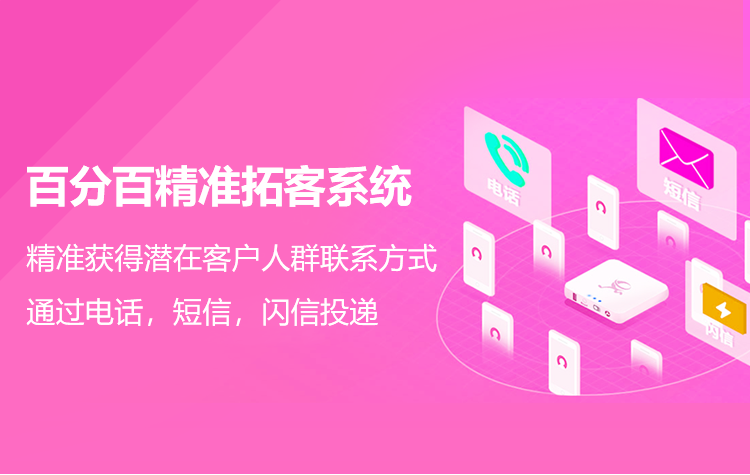 百分百精准拓客系统
精准获得潜在客户人群联系方式
通过电话，短信，闪信投递
电话
短信
闪信